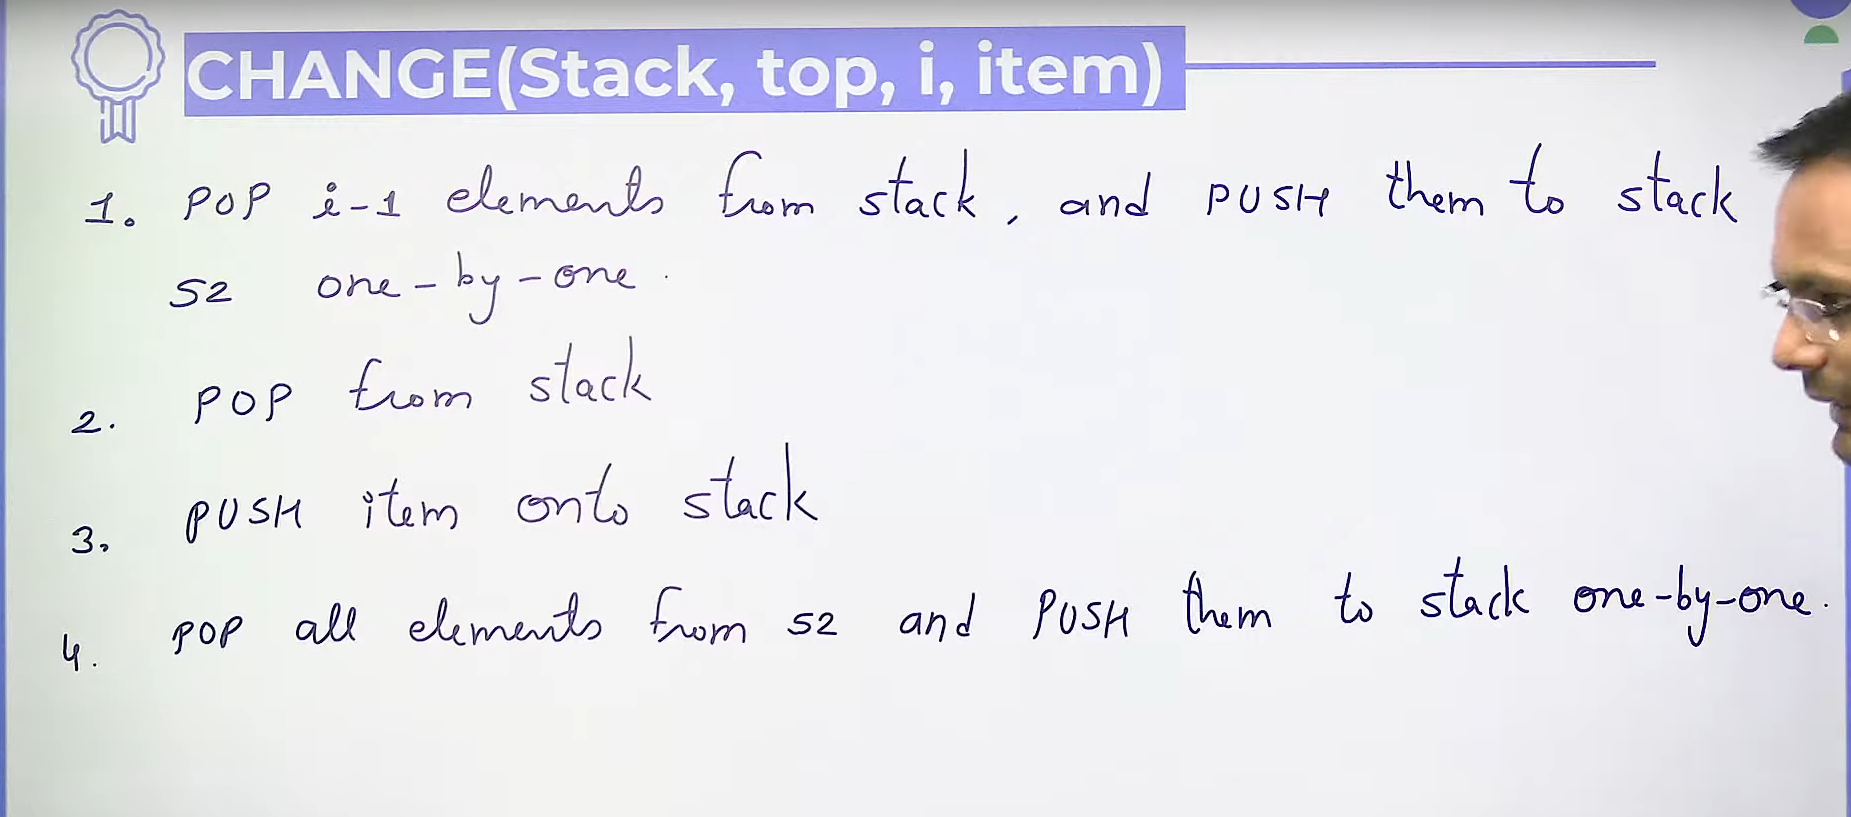 CHANGE(Stack, top, i, item)
1. POP i-1 elements from stack, and PUSH them to stack
S2 one-by-one.
2. POP from stack
3. PUSH item onto stack
4. POP all elements from S2 and PUSH them to stack one-by-one.